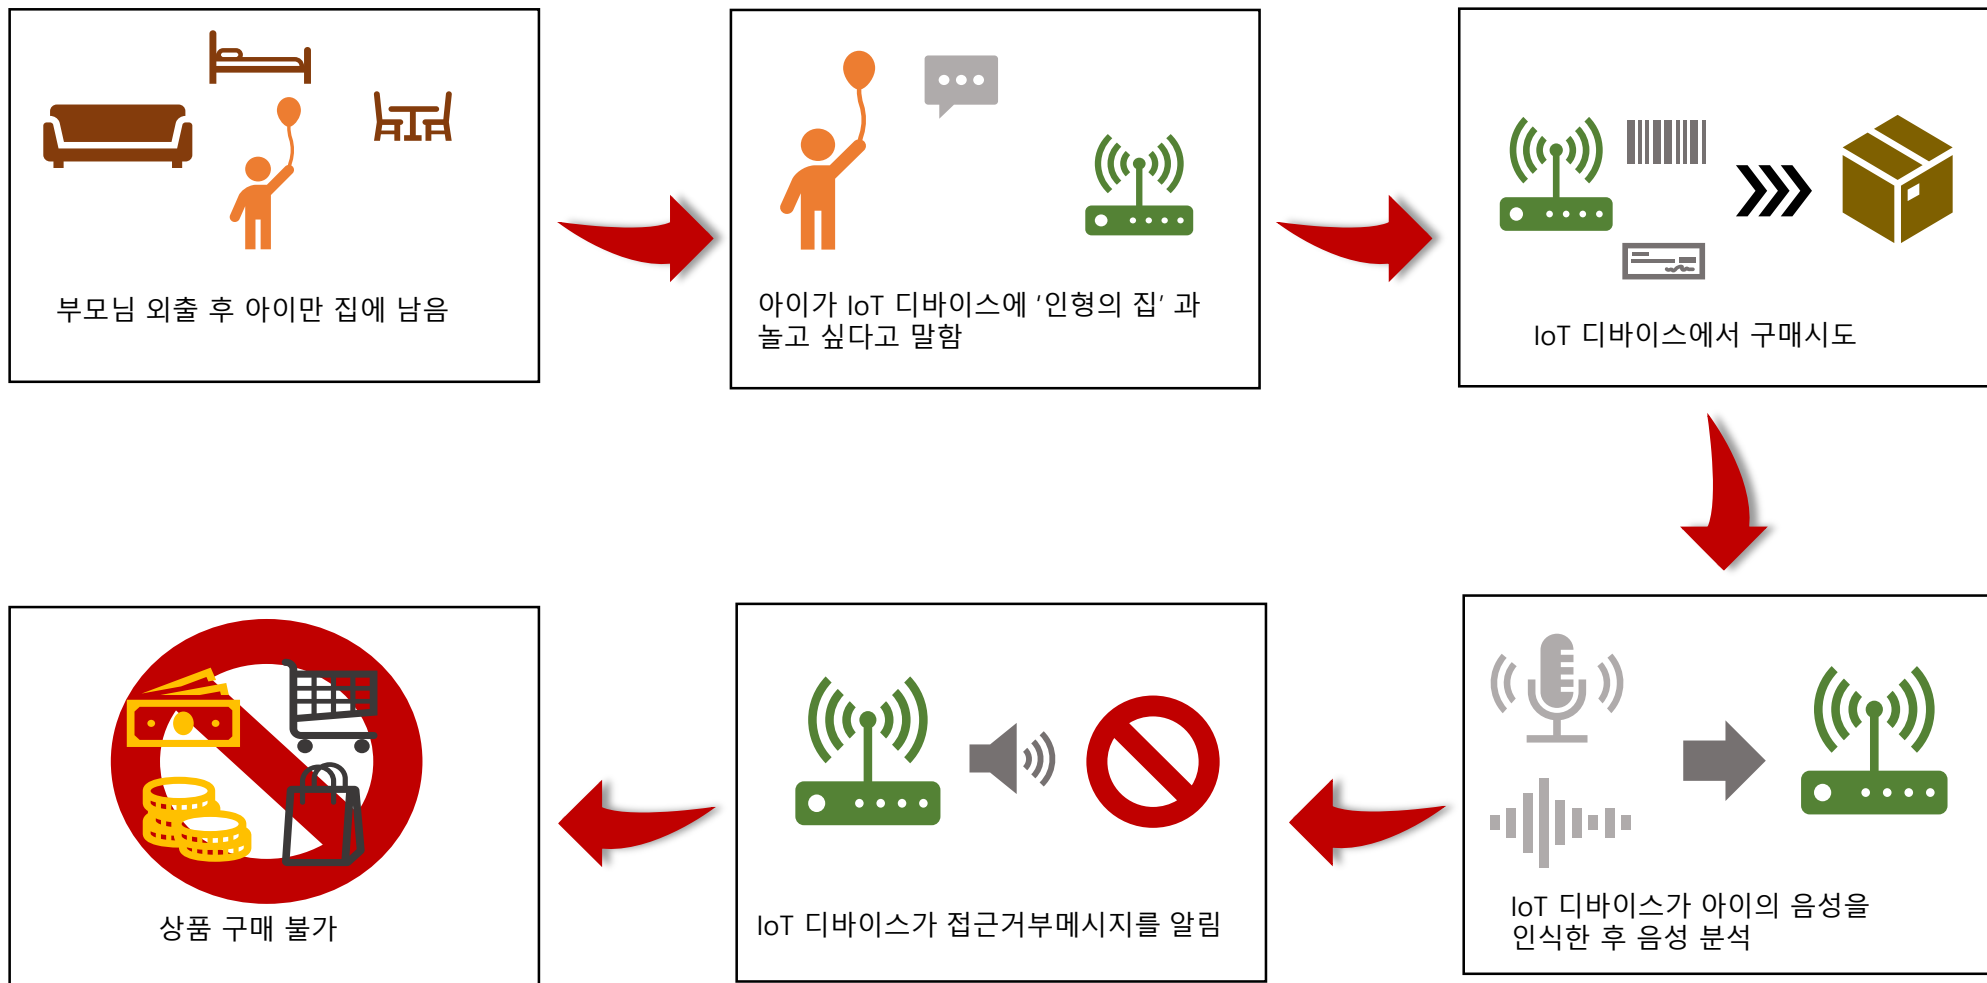 부모님 외출 후 아이만 집에 남음
아이가 IoT 디바이스에 ‘인형의 집’ 과
놀고 싶다고 말함
IoT 디바이스에서 구매시도
IoT 디바이스가 아이의 음성을
인식한 후 음성 분석
IoT 디바이스가 접근거부메시지를 알림
상품 구매 불가